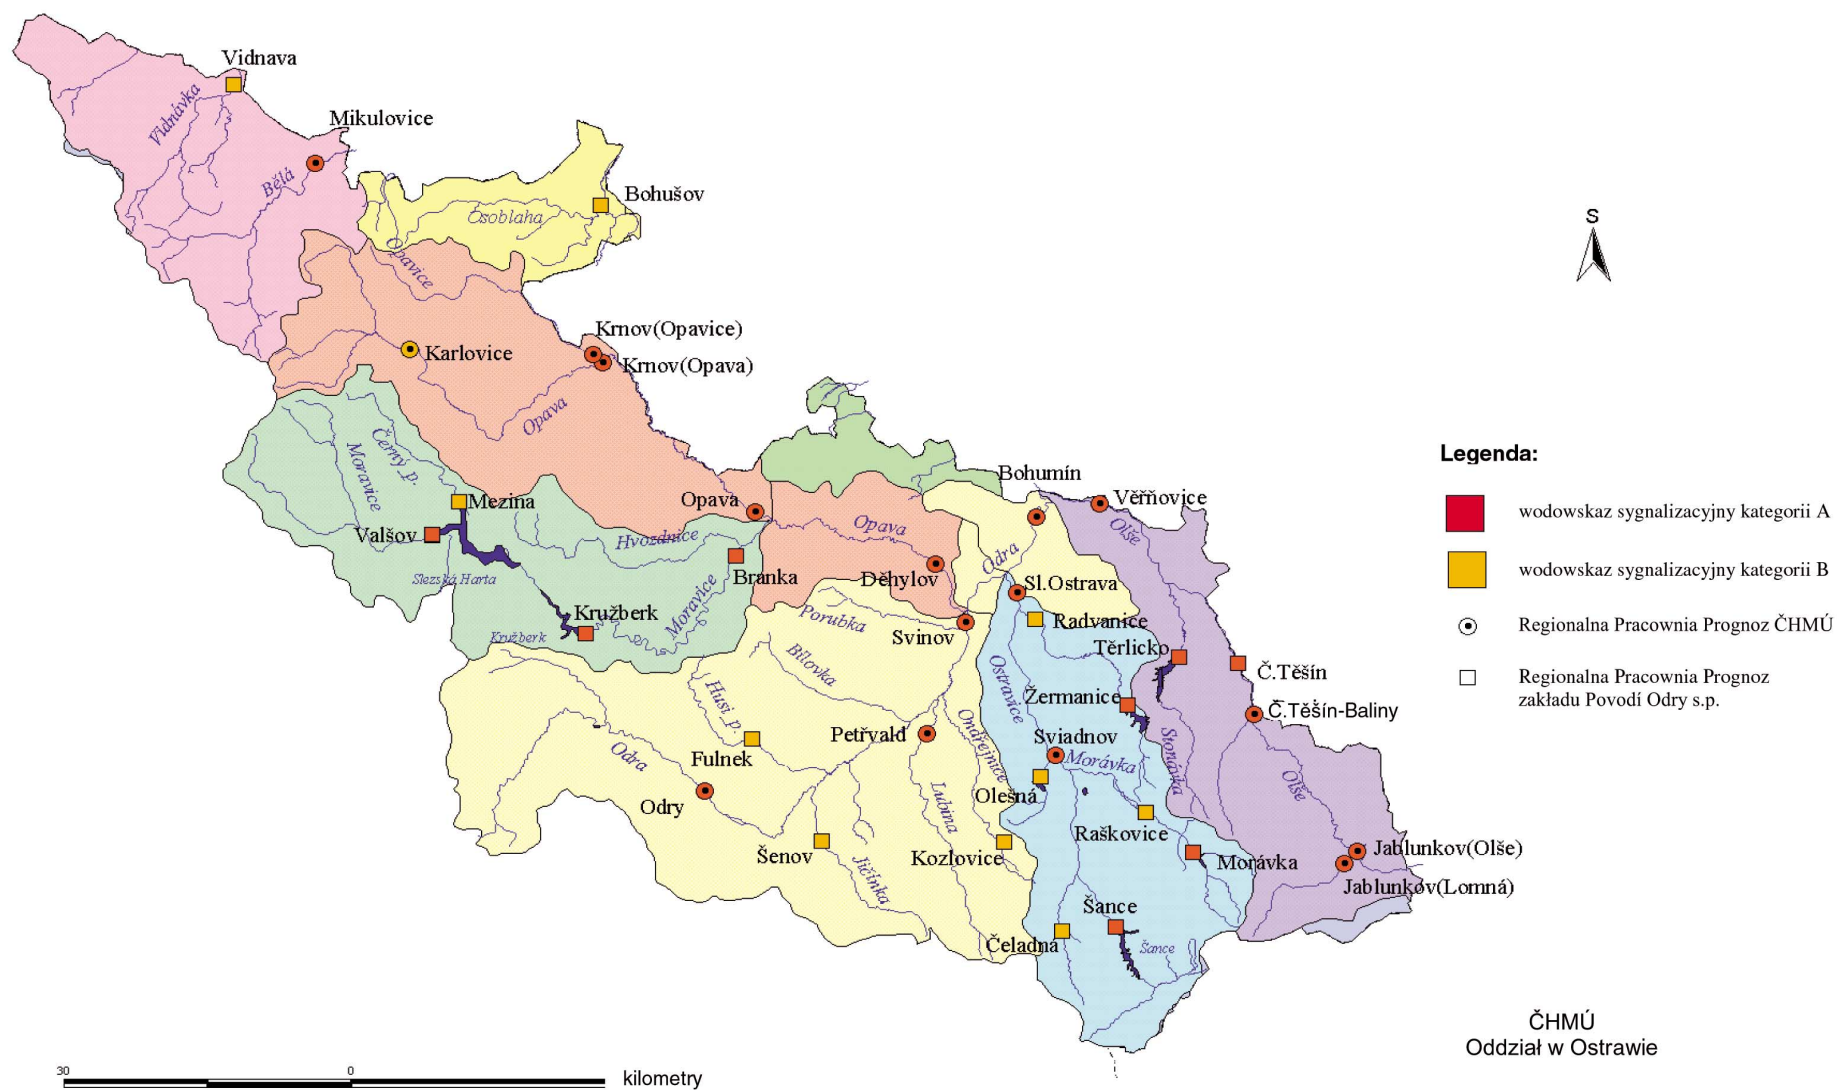 Vidnava
Vidnávka
Mikulovice
Bělá
Bohušov
Osoblaha
Opavice
Krnov(Opavice)
Karlovice
Krnov(Opava)
Opava
Černý p.
Moravice
Mezina
Valšov
Slezská Harta
Hvozdnice
Opava
Opava
Branka
Kružberk
Kružberk
Moravice
Děhylov
Bohumín
Věřňovice
Olše
Odra
Sl.Ostrava
Radvanice
Porubka
Svinov
Těrlicko
Č.Těšín
Bílovka
Ostravice
Žermanice
Č.Těšín-Baliny
Husí p.
Ondřejnice
Petřvald
Sviadnov
Morávka
Stonávka
Fulnek
Odra
Odry
Olešná
Olše
Lubina
Raškovice
Šenov
Kozlovice
Jičínka
Morávka
Jablunkov(Olše)
Jablunkov(Lomná)
Šance
Čeladná
Šance
S
Legenda:
wodowskaz sygnalizacyjny kategorii A
wodowskaz sygnalizacyjny kategorii B
Regionalna Pracownia Prognoz ČHMÚ
Regionalna Pracownia Prognoz
zakładu Povodí Odry s.p.
ČHMÚ
Oddział w Ostrawie
30 0
kilometry